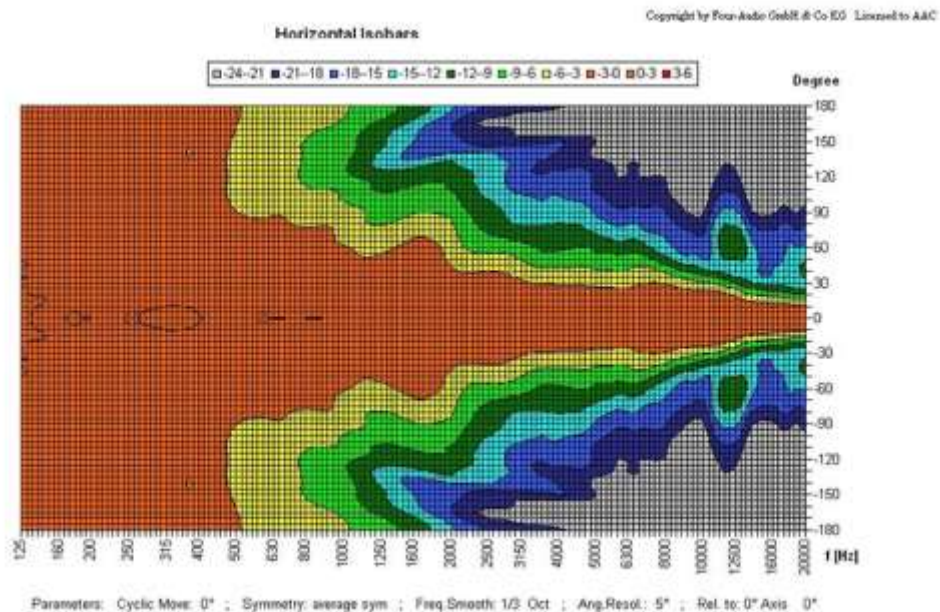 Copyright by Four-Audio GmbH & Co KG Licensed to AAC
Horizontal Isobars
-24--21 -21--18 -18--15 -15--12 -12--9 -9--6 -6--3 -3-0 0-3 3-6
Degree
180
150
120
90
60
30
0
-30
-60
-90
-120
-150
-180
125 160 200 250 315 400 500 630 800 1000 1250 1600 2000 2500 3150 4000 5000 6300 8000 10000 12500 16000 20000
f [Hz]
Parameters: Cyclic Move: 0° ; Symmetry: average sym ; Freq.Smooth: 1/3 Oct ; Ang.Resol.: 5° ; Rel. to: 0° Axis 0°